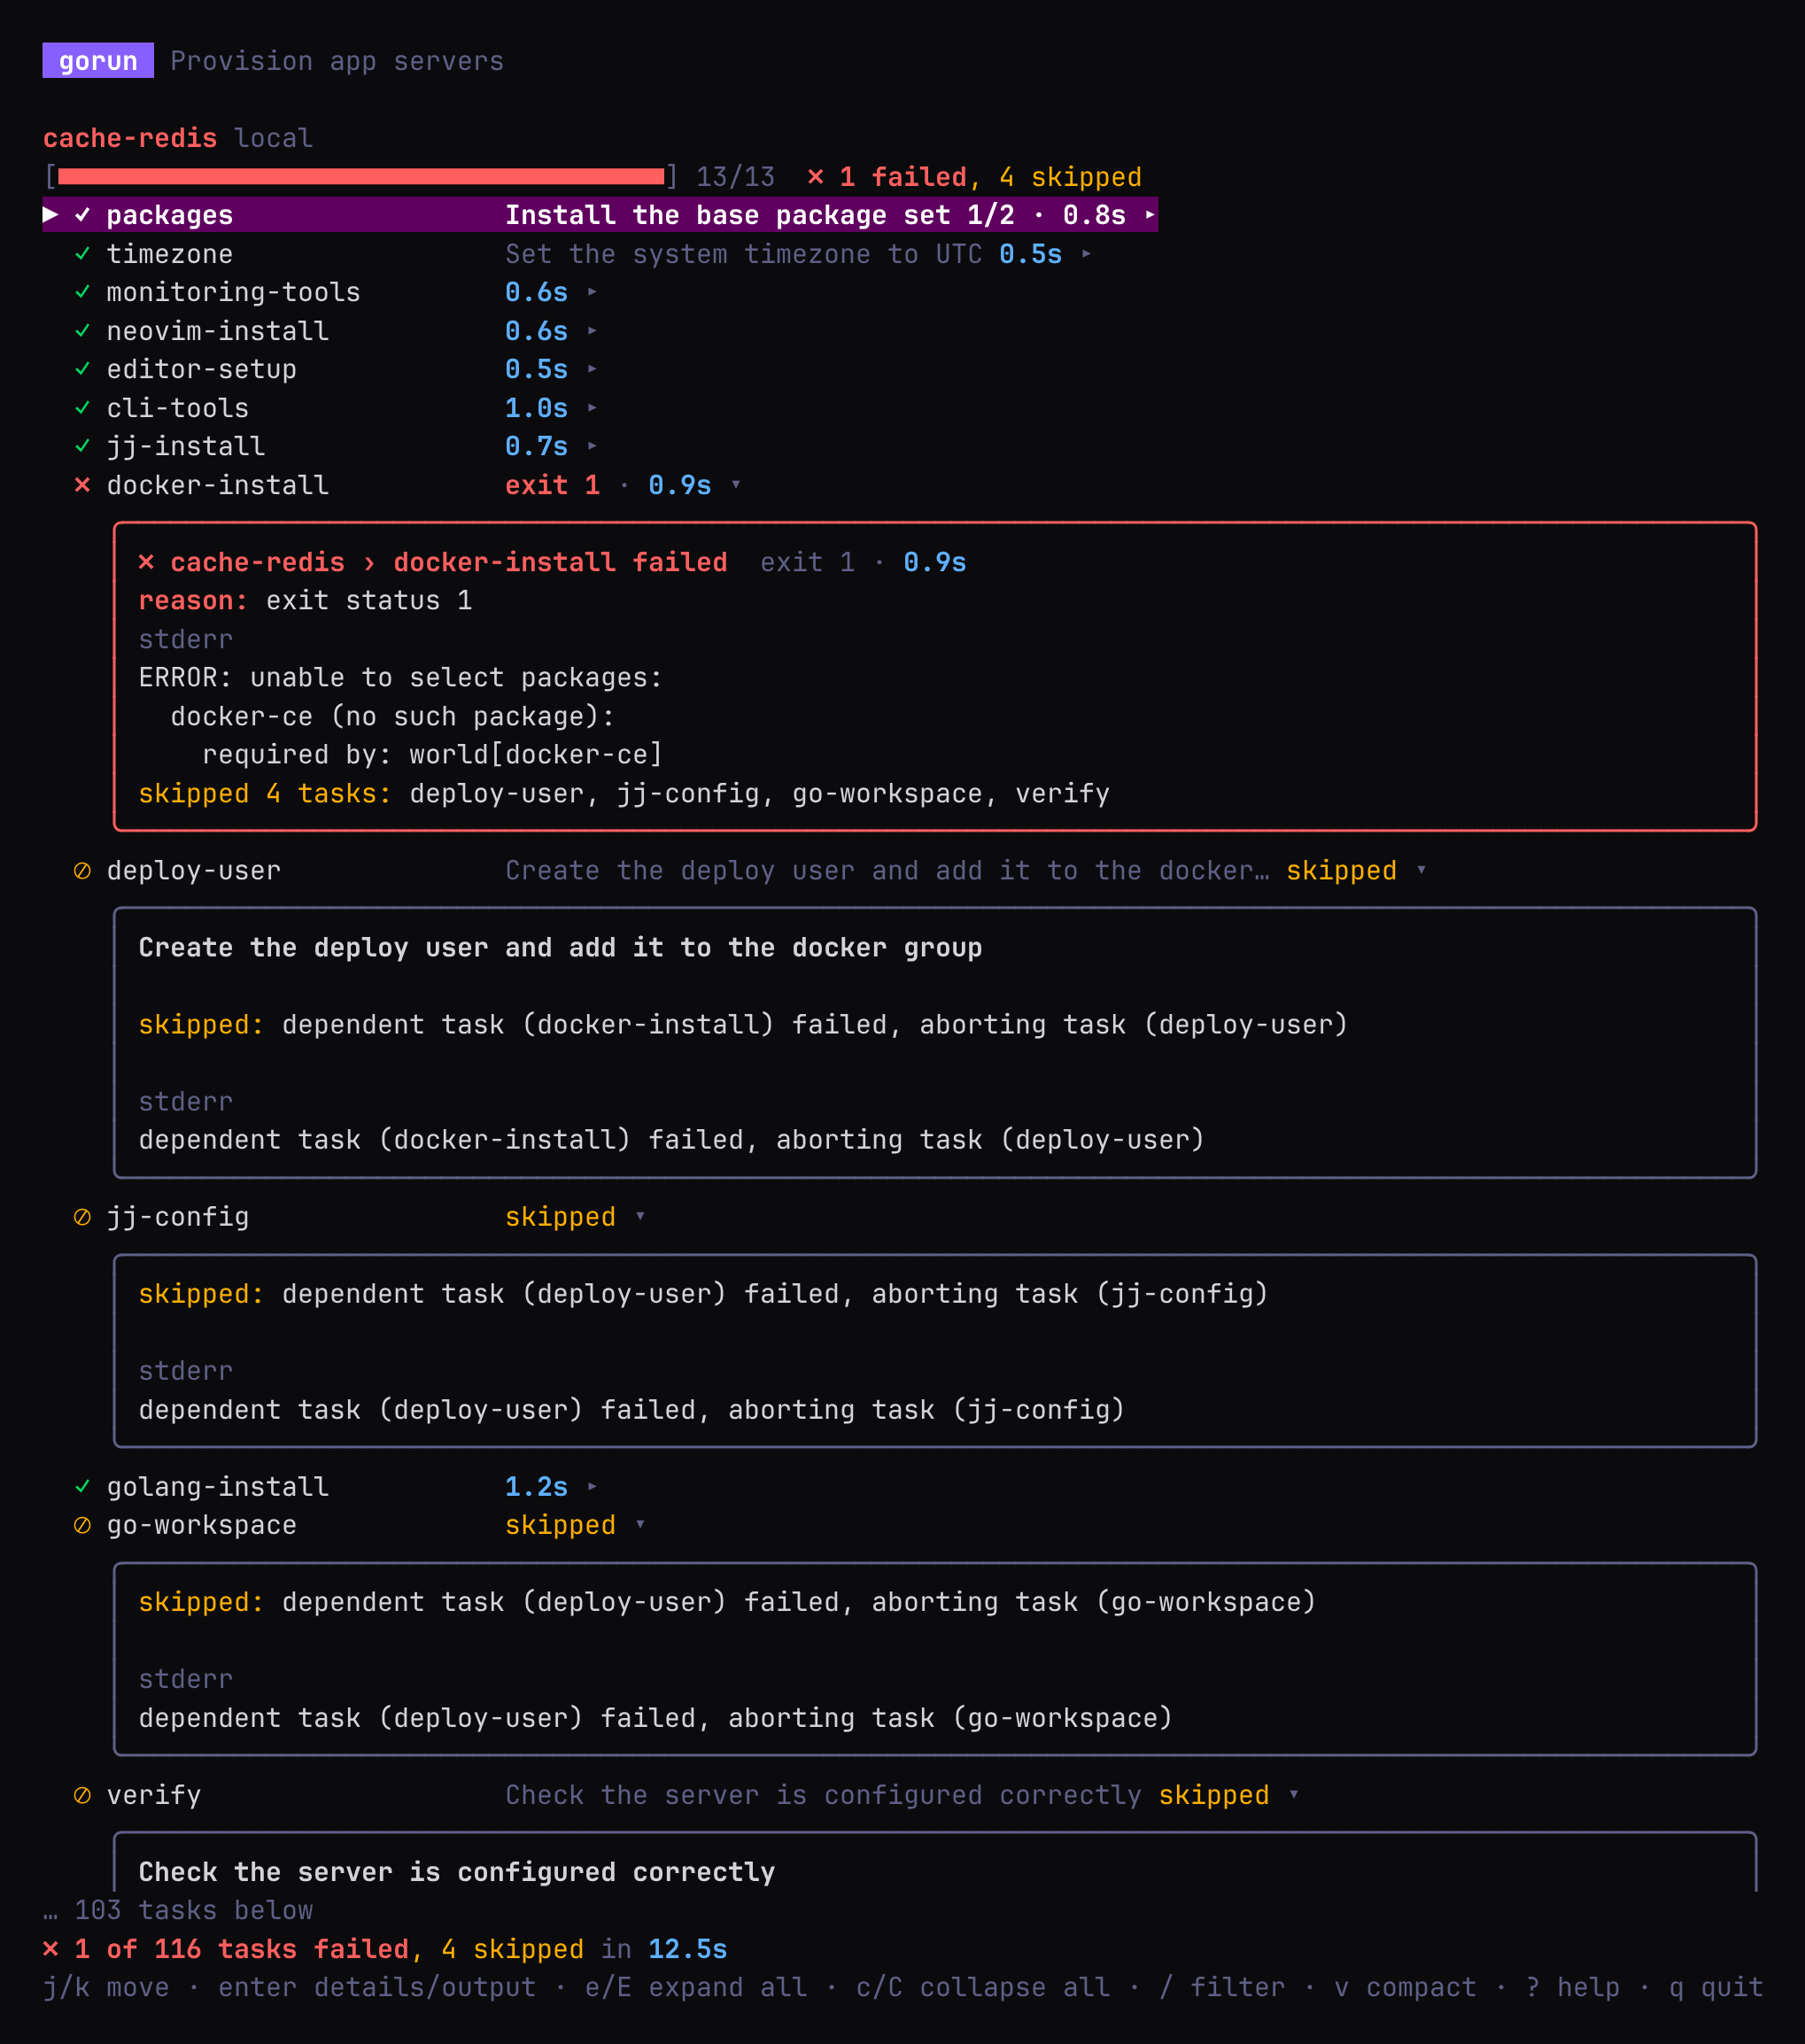 gorun Provision app servers
cache-redis local
[] 13/13 × 1 failed, 4 skipped
▶ ✓ packages Install the base package set 1/2 · 0.8s ▸
✓ timezone Set the system timezone to UTC 0.5s ▸
✓ monitoring-tools 0.6s ▸
✓ neovim-install 0.6s ▸
✓ editor-setup 0.5s ▸
✓ cli-tools 1.0s ▸
✓ jj-install 0.7s ▸
× docker-install exit 1 · 0.9s ▾
× cache-redis › docker-install failed exit 1 · 0.9s
reason: exit status 1
stderr
ERROR: unable to select packages:
docker-ce (no such package):
required by: world[docker-ce]
skipped 4 tasks: deploy-user, jj-config, go-workspace, verify
⊘ deploy-user Create the deploy user and add it to the docker… skipped ▾
Create the deploy user and add it to the docker group
skipped: dependent task (docker-install) failed, aborting task (deploy-user)
stderr
dependent task (docker-install) failed, aborting task (deploy-user)
⊘ jj-config skipped ▾
skipped: dependent task (deploy-user) failed, aborting task (jj-config)
stderr
dependent task (deploy-user) failed, aborting task (jj-config)
✓ golang-install 1.2s ▸
⊘ go-workspace skipped ▾
skipped: dependent task (deploy-user) failed, aborting task (go-workspace)
stderr
dependent task (deploy-user) failed, aborting task (go-workspace)
⊘ verify Check the server is configured correctly skipped ▾
Check the server is configured correctly
… 103 tasks below
× 1 of 116 tasks failed, 4 skipped in 12.5s
j/k move · enter details/output · e/E expand all · c/C collapse all · / filter · v compact · ? help · q quit